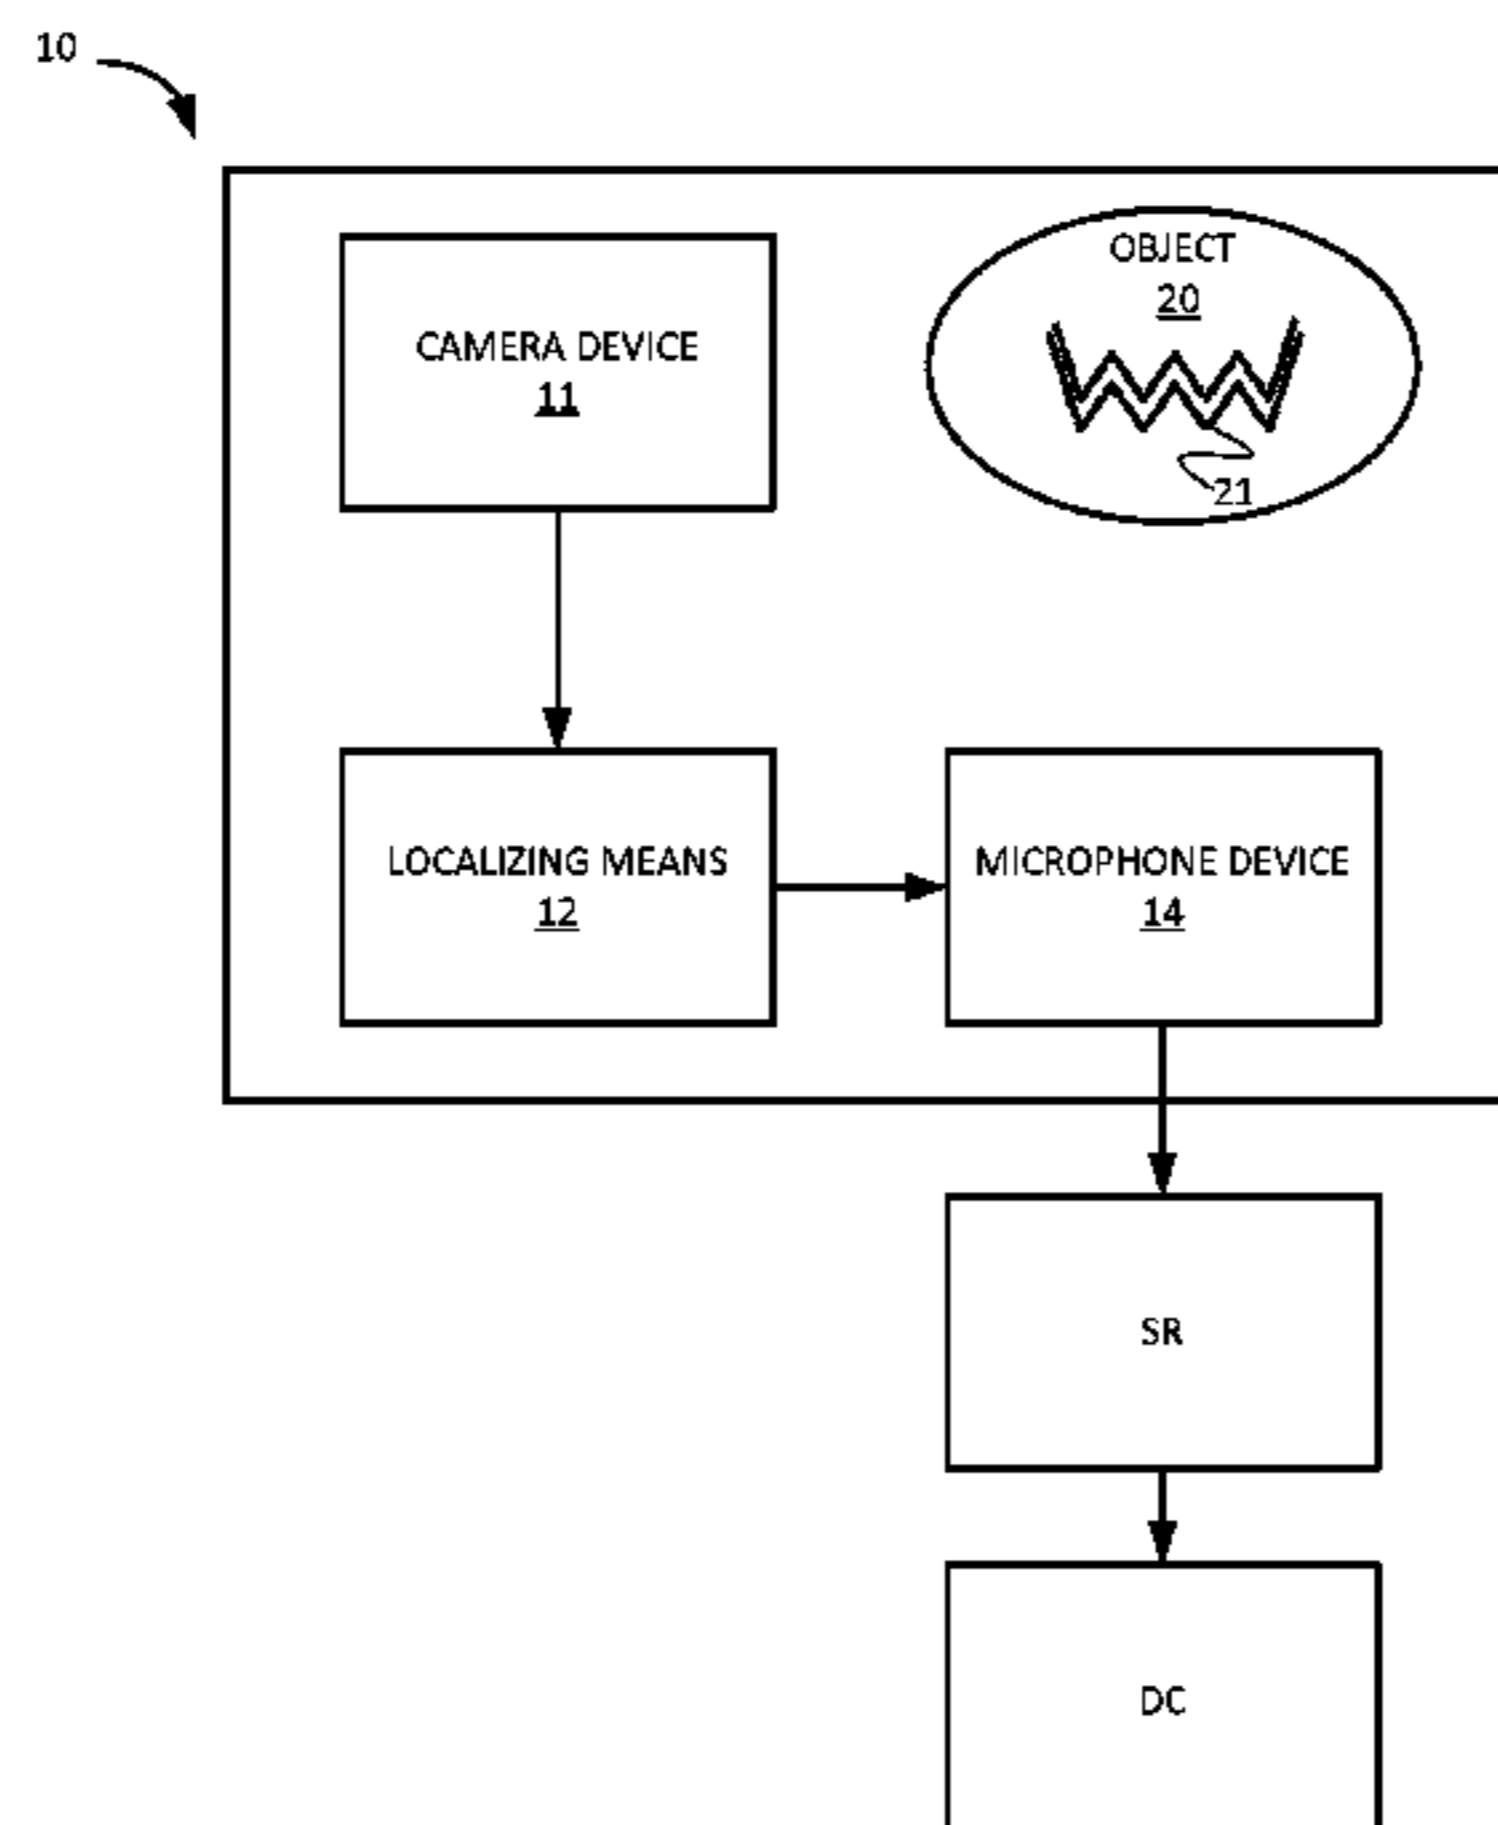 10
CAMERA DEVICE
11
OBJECT
20
21
LOCALIZING MEANS
12
MICROPHONE DEVICE
14
SR
DC